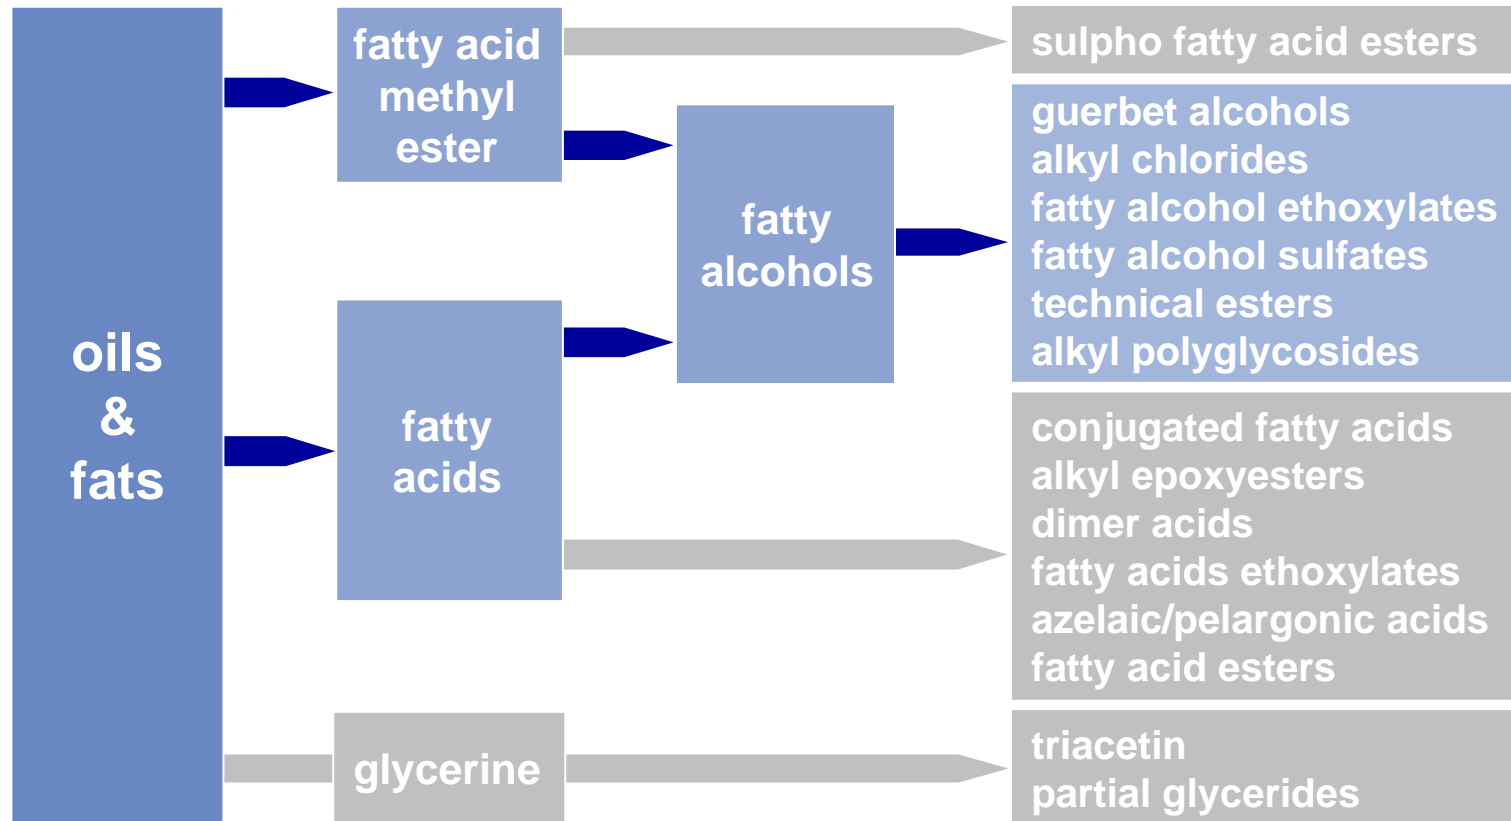 oils
&
fats
fatty acid
methyl
ester
fatty
acids
glycerine
fatty
alcohols
sulpho fatty acid esters
guerbet alcohols
alkyl chlorides
fatty alcohol ethoxylates
fatty alcohol sulfates
technical esters
alkyl polyglycosides
conjugated fatty acids
alkyl epoxyesters
dimer acids
fatty acids ethoxylates
azelaic/pelargonic acids
fatty acid esters
triacetin
partial glycerides